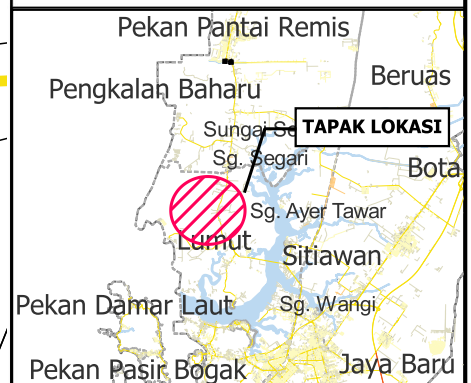 Pekan Pantai Remis
Beruas
Pengkalan Baharu
Sungai
TAPAK LOKASI
Sg. Segari
Bota
Sg. Ayer Tawar
Lumut
Sitiawan
Pekan Damar Laut
Sg. Wangi
Pekan Pasir Bogak
Jaya Baru